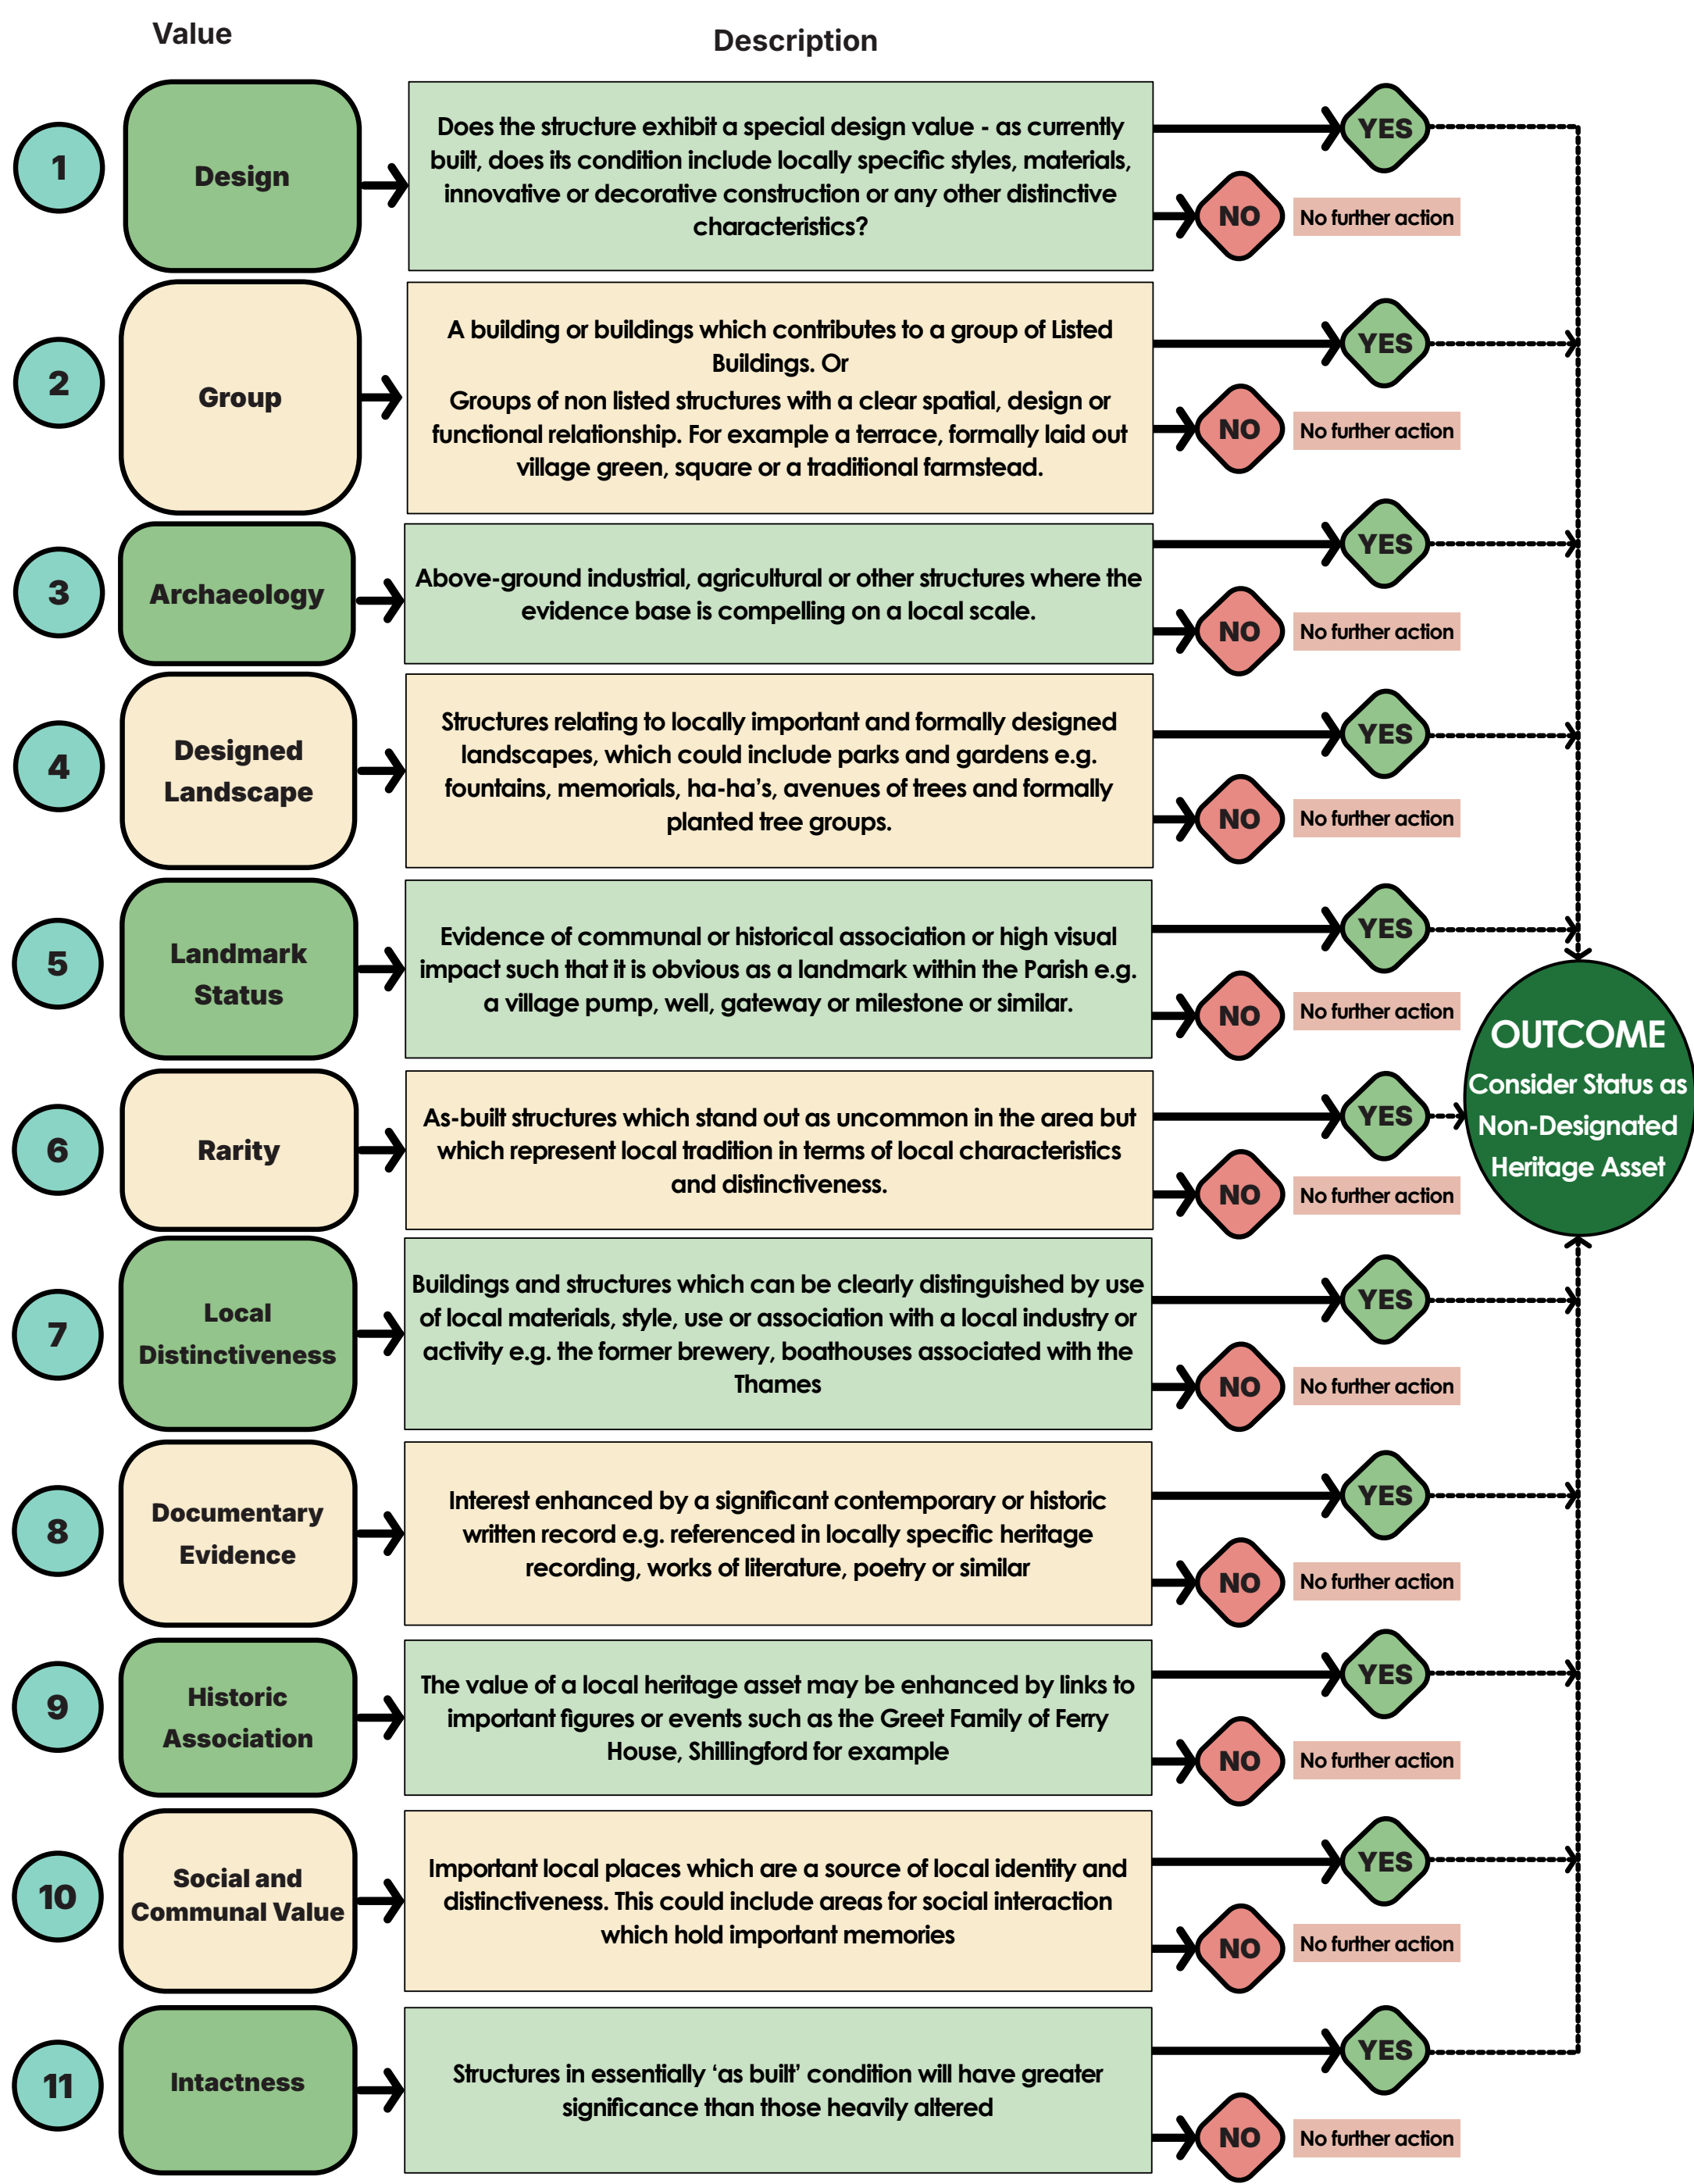 Value
Description
1
Design
Does the structure exhibit a special design value - as currently
built, does its condition include locally specific styles, materials,
innovative or decorative construction or any other distinctive
characteristics?
YES
NO
No further action
2
Group
A building or buildings which contributes to a group of Listed
Buildings. Or
Groups of non listed structures with a clear spatial, design or
functional relationship. For example a terrace, formally laid out
village green, square or a traditional farmstead.
YES
NO
No further action
3
Archaeology
Above-ground industrial, agricultural or other structures where the
evidence base is compelling on a local scale.
YES
NO
No further action
4
Designed
Landscape
Structures relating to locally important and formally designed
landscapes, which could include parks and gardens e.g.
fountains, memorials, ha-ha’s, avenues of trees and formally
planted tree groups.
YES
NO
No further action
5
Landmark
Status
Evidence of communal or historical association or high visual
impact such that it is obvious as a landmark within the Parish e.g.
a village pump, well, gateway or milestone or similar.
YES
NO
No further action
OUTCOME
Consider Status as
Non-Designated
Heritage Asset
6
Rarity
As-built structures which stand out as uncommon in the area but
which represent local tradition in terms of local characteristics
and distinctiveness.
YES
NO
No further action
7
Local
Distinctiveness
Buildings and structures which can be clearly distinguished by use
of local materials, style, use or association with a local industry or
activity e.g. the former brewery, boathouses associated with the
Thames
YES
NO
No further action
8
Documentary
Evidence
Interest enhanced by a significant contemporary or historic
written record e.g. referenced in locally specific heritage
recording, works of literature, poetry or similar
YES
NO
No further action
9
Historic
Association
The value of a local heritage asset may be enhanced by links to
important figures or events such as the Greet Family of Ferry
House, Shillingford for example
YES
NO
No further action
10
Social and
Communal Value
Important local places which are a source of local identity and
distinctiveness. This could include areas for social interaction
which hold important memories
YES
NO
No further action
11
Intactness
Structures in essentially ‘as built’ condition will have greater
significance than those heavily altered
YES
NO
No further action